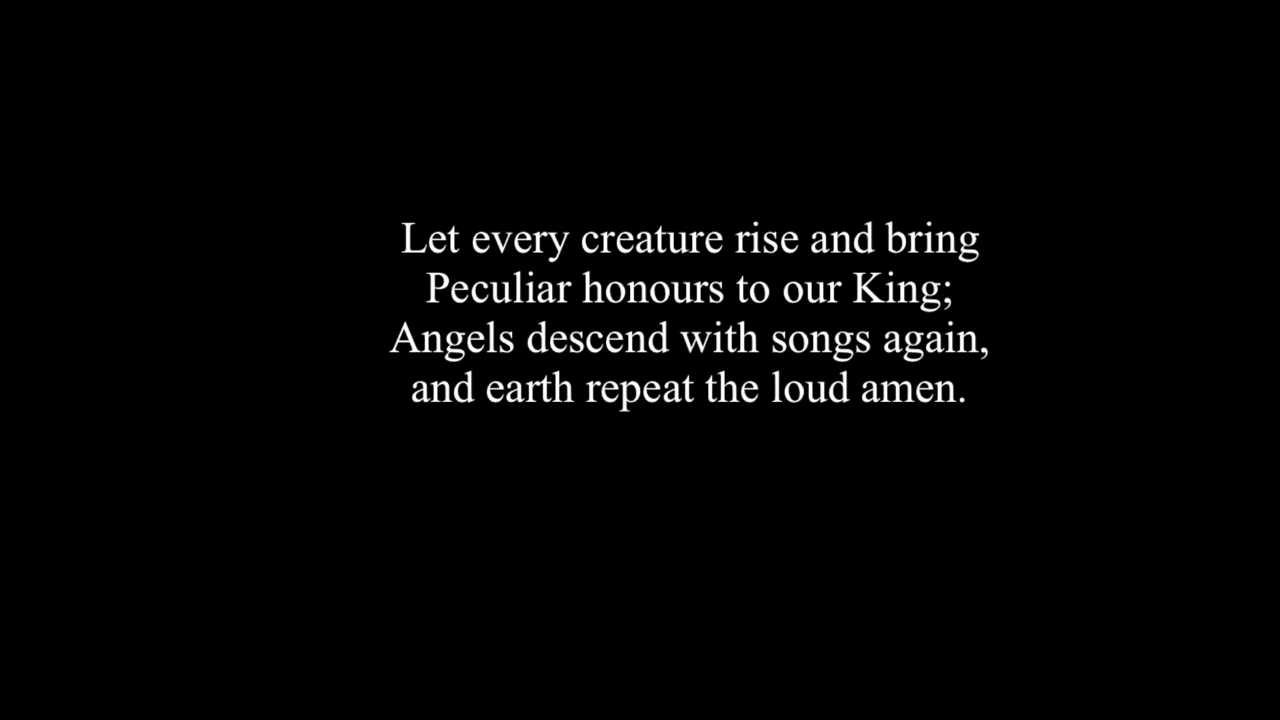 Let every creature rise and bring
Peculiar honours to our King;
Angels descend with songs again,
and earth repeat the loud amen.